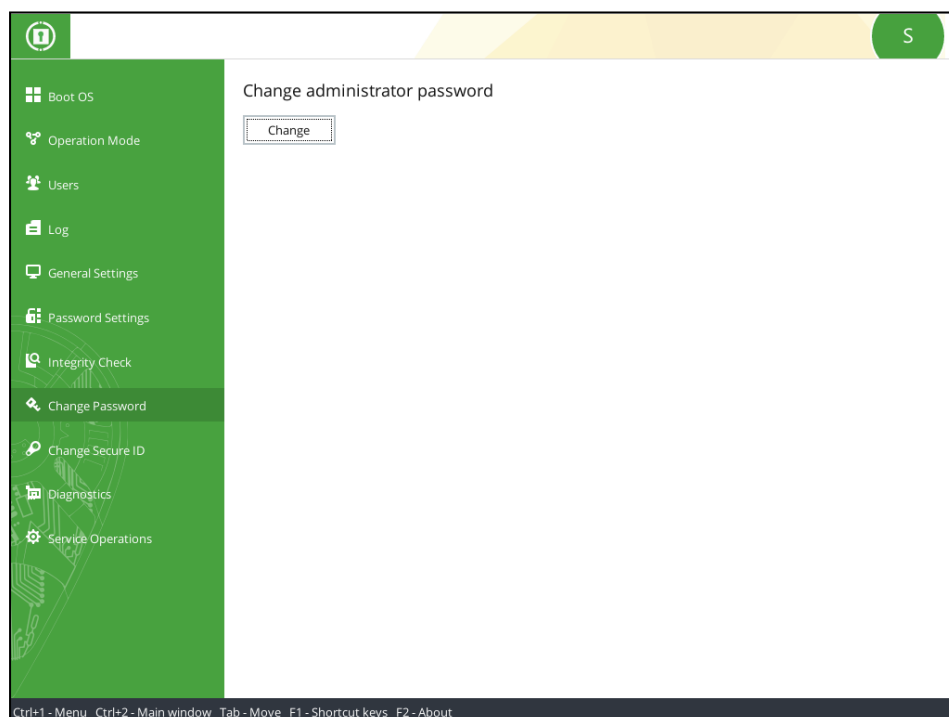 S
Boot OS
Operation Mode
Users
Log
General Settings
Password Settings
Integrity Check
Change Password
Change Secure ID
Diagnostics
Service Operations
Change administrator password
Change
Ctrl+1 - Menu Ctrl+2 - Main window Tab - Move F1 - Shortcut keys F2 - About